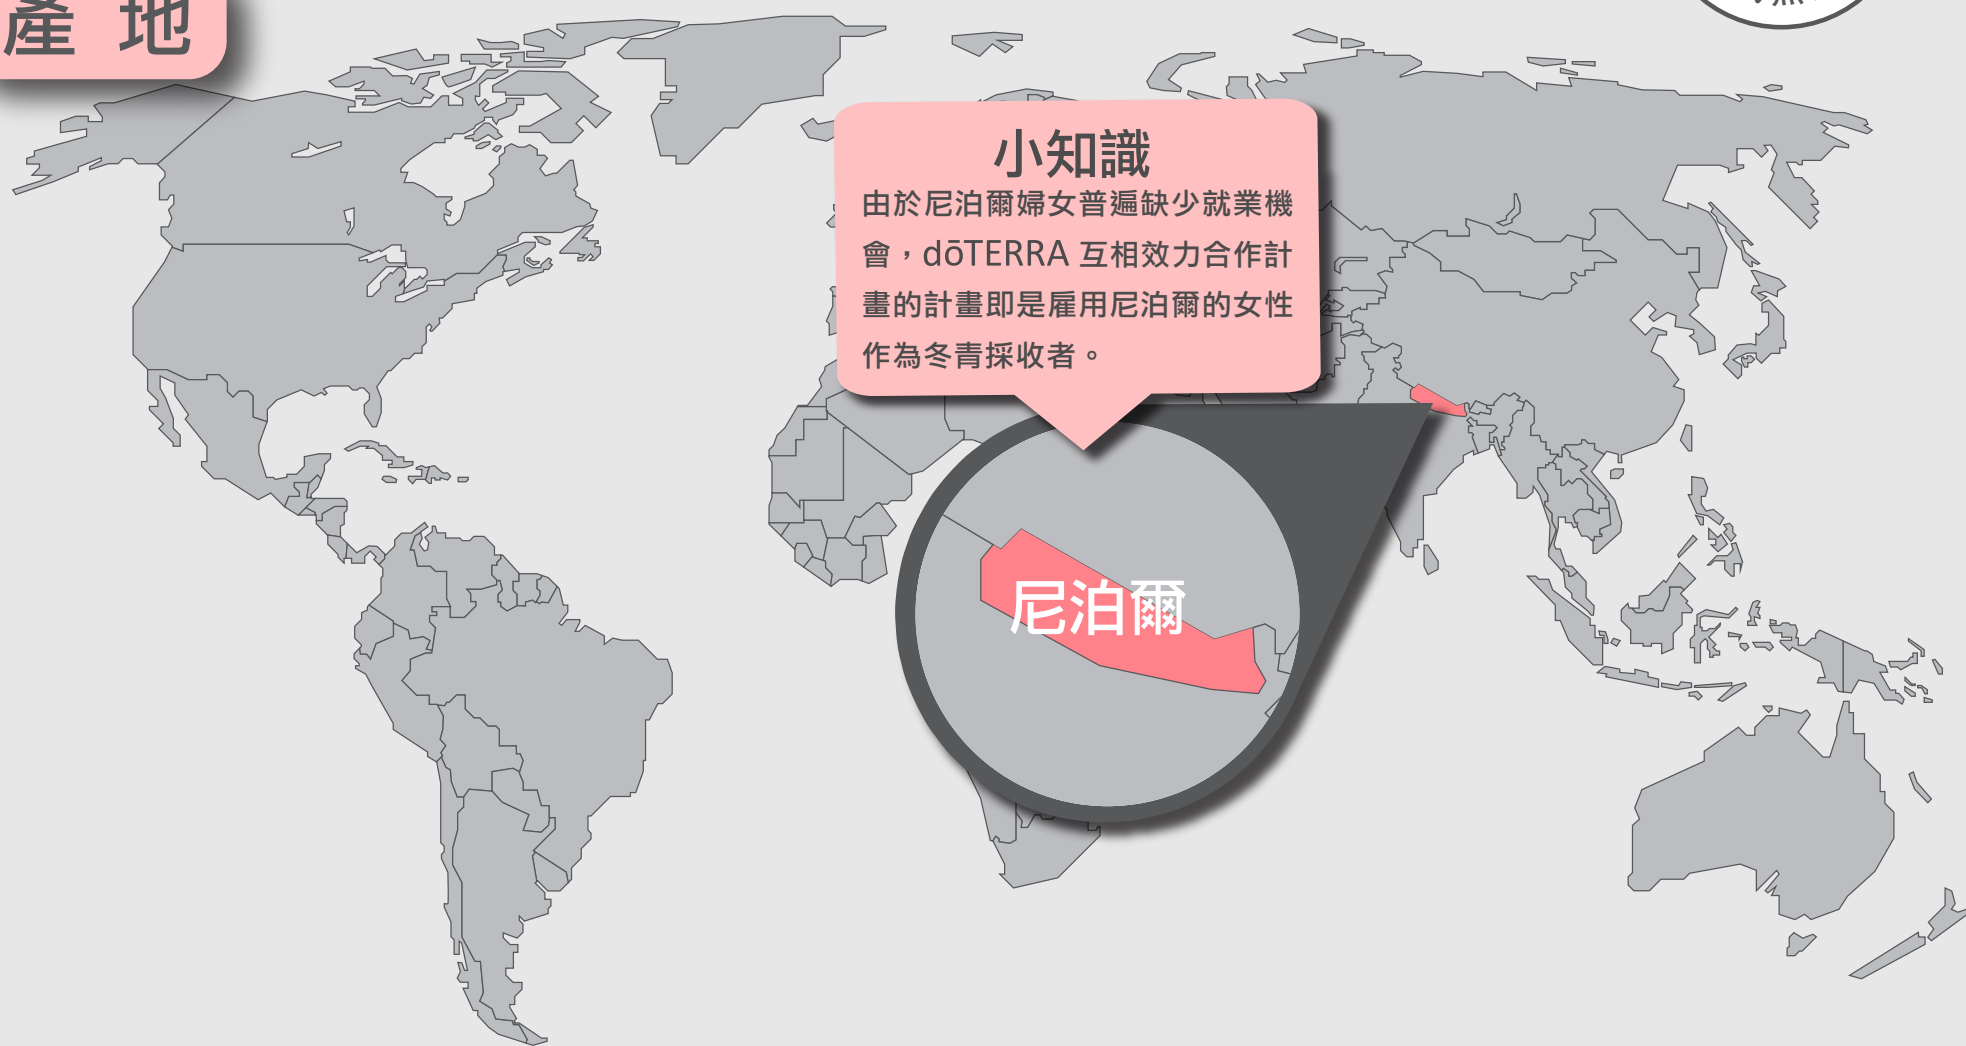 產 地
小知識
由於尼泊爾婦女普遍缺少就業機
會，dōTERRA 互相效力合作計
畫的計畫即是雇用尼泊爾的女性
作為冬青採收者。
尼泊爾